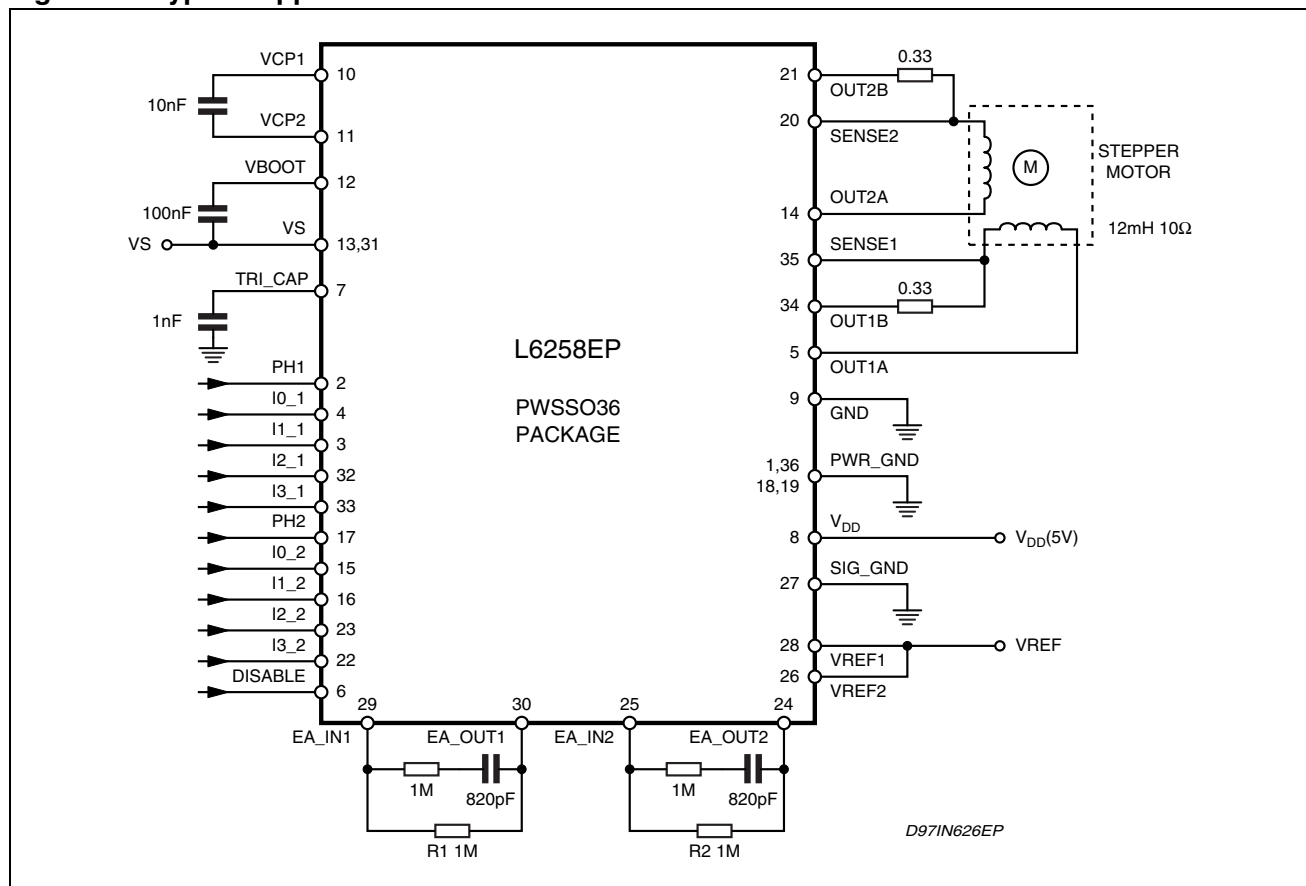 VCP1
10
10nF
VCP2
11
VBOOT
12
100nF
VS
VS
13,31
TRI_CAP
7
1nF
PH1
2
I0_1
4
I1_1
3
I2_1
32
I3_1
33
PH2
17
I0_2
15
I1_2
16
I2_2
23
I3_2
22
DISABLE
6
L6258EP
PWSSO36
PACKAGE
21
0.33
OUT2B
20
SENSE2
M
STEPPER
MOTOR
OUT2A
14
12mH 10Ω
SENSE1
35
0.33
34
OUT1B
5
OUT1A
9
GND
1,36
18,19
PWR_GND
VDD
8
VDD(5V)
SIG_GND
27
28
VREF
VREF1
26
VREF2
29
30
25
24
EA_IN1
EA_OUT1
EA_IN2
EA_OUT2
1M
820pF
1M
820pF
R1 1M
R2 1M
D97IN626EP